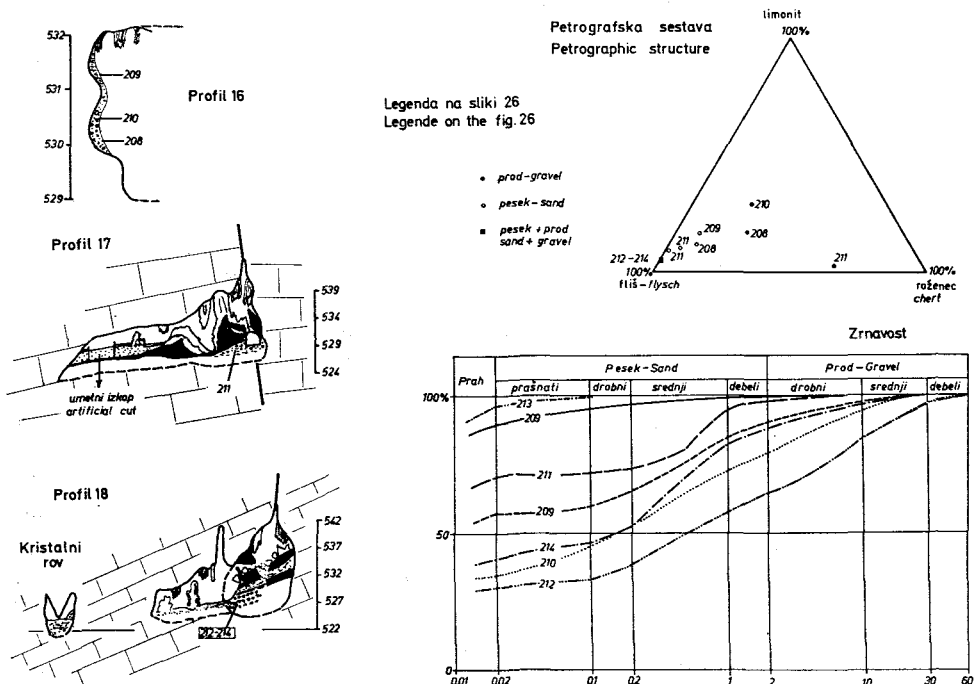 532
531
530
529
209
210
208
Profil 16
Profil 17
539
534
529
524
211
umetni izkop
artificial cut
Profil 18
Kristalni
rov
542
537
532
527
522
212-214
Petrografska sestava
Petrographic structure
Legenda na sliki 26
Legende on the fig.26
prod-gravel
pesek-sand
pesek + prod
sand + gravel
limonit
100%
210
209
208
208
211
211
211
212-214
100%
fliš-flysch
100%
roženec
chert
Zrnavost
Prah
Pesek-Sand
Prod-Gravel
prašnati
drobni
srednji
debeli
drobni
srednji
debeli
100%
50
0
213
209
211
209
214
210
212
0.01
0.02
01
02
1
2
10
30
60